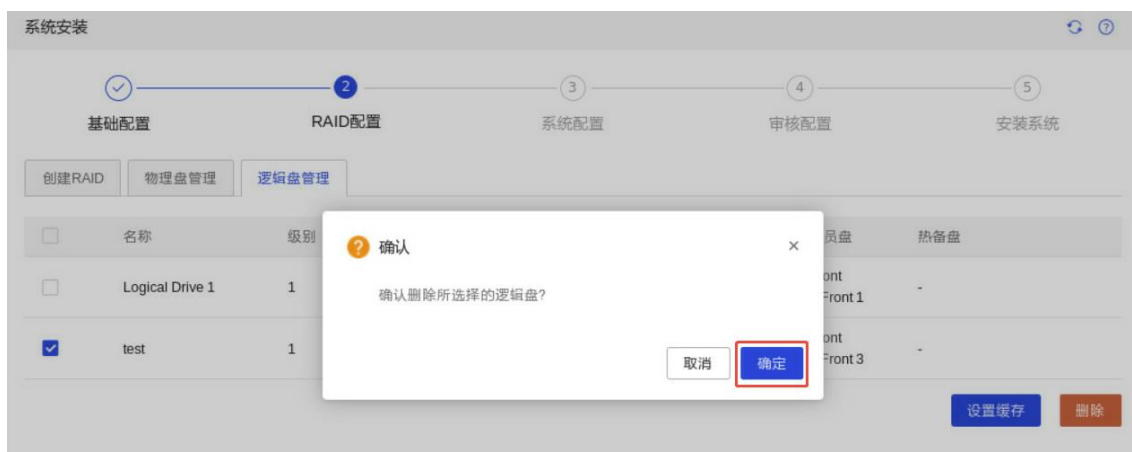 系统安装
2
3
4
5
基础配置
RAID配置
系统配置
审核配置
安装系统
创建RAID
物理盘管理
逻辑盘管理
名称
级别
员盘
热备盘
确认
确认删除所选择的逻辑盘?
取消
确定
Logical Drive 1
1
ont
Front 1
-
test
1
ont
Front 3
-
设置缓存
删除